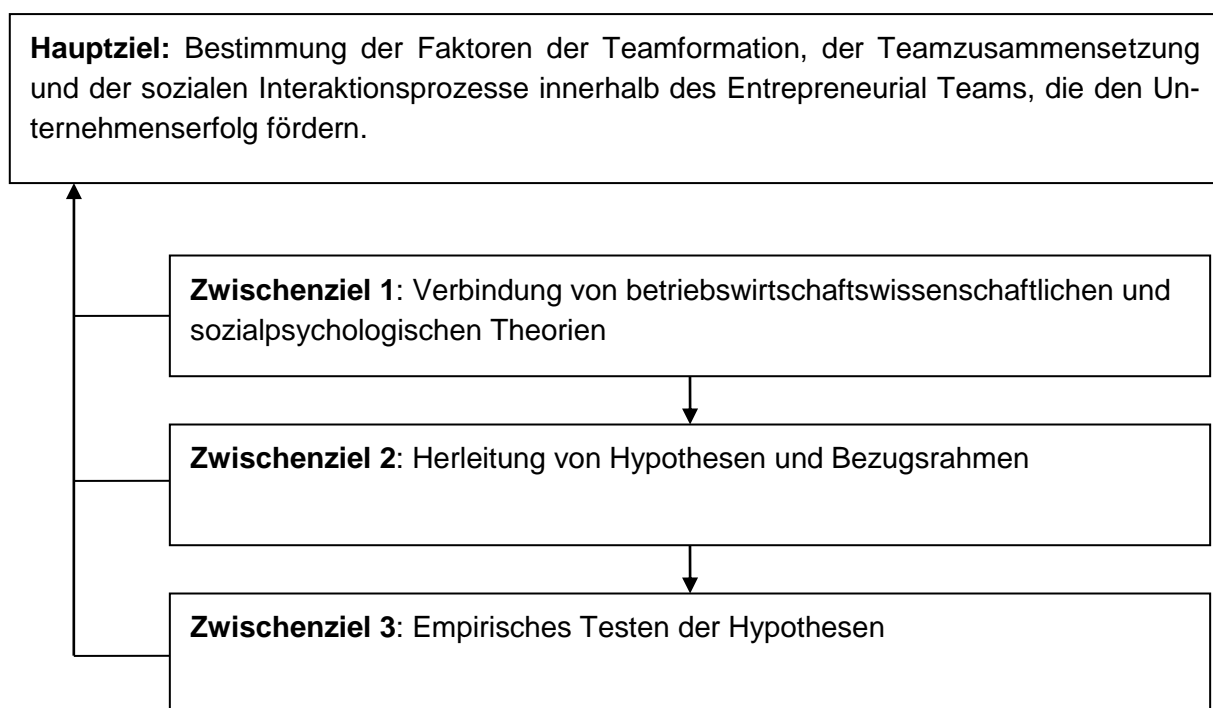 Hauptziel: Bestimmung der Faktoren der Teamformation, der Teamzusammensetzung
und der sozialen Interaktionsprozesse innerhalb des Entrepreneurial Teams, die den Un-
ternehmenserfolg fördern.
Zwischenziel 1: Verbindung von betriebswirtschaftswissenschaftlichen und
sozialpsychologischen Theorien
Zwischenziel 2: Herleitung von Hypothesen und Bezugsrahmen
Zwischenziel 3: Empirisches Testen der Hypothesen